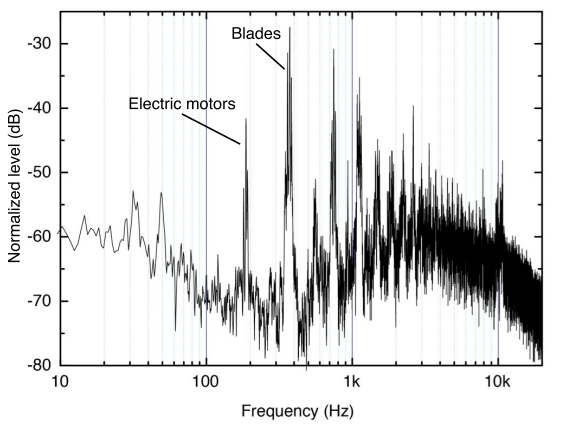 Normalized level (dB)
-30
-40
-50
-60
-70
-80
Blades
Electric motors
10
100
1k
10k
Frequency (Hz)